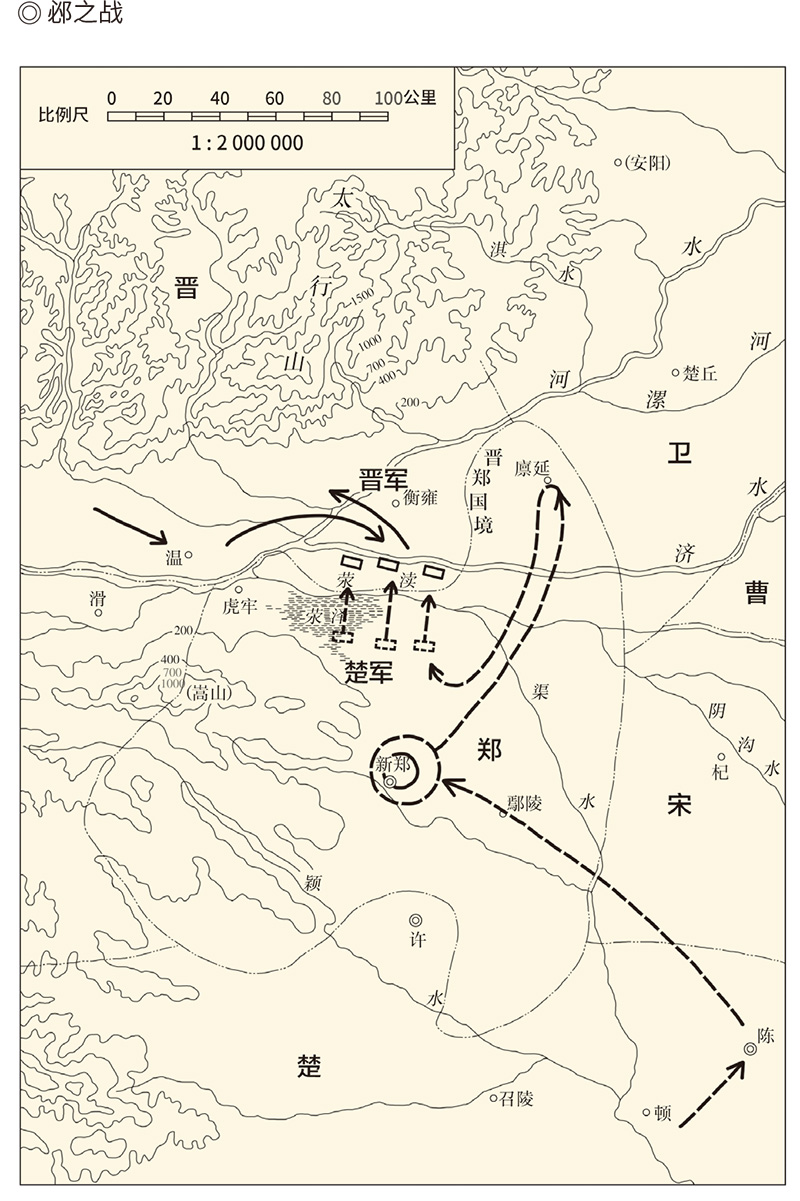 ◎ 邲之战
比例尺 0 20 40 60 80 100公里
1:2 000 000
(安阳)
太
行
山
晋
淇
水
水
河
1500
1000
700
400
200
楚丘
河
漯
卫
晋军
衡雍
晋
郑
国
境
廪延
水
济
温
荥
渎
曹
滑
虎牢
荥 泽
200
400
700
1000
(嵩山)
楚军
渠
阴
沟
水
杞
新郑
郑
鄢陵
水
宋
颍
许
水
陈
楚
召陵
顿